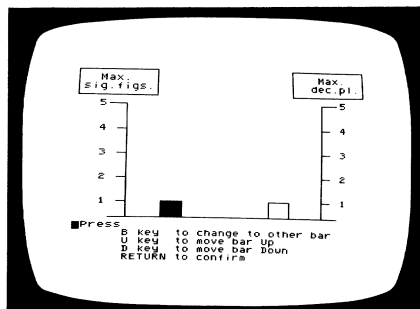 Max.
sig.figs.
Max.
dec.pl.
5
4
3
2
1
5
4
3
2
1
Press
B key to change to other bar
U key to move bar Up
D key to move bar Down
RETURN to confirm